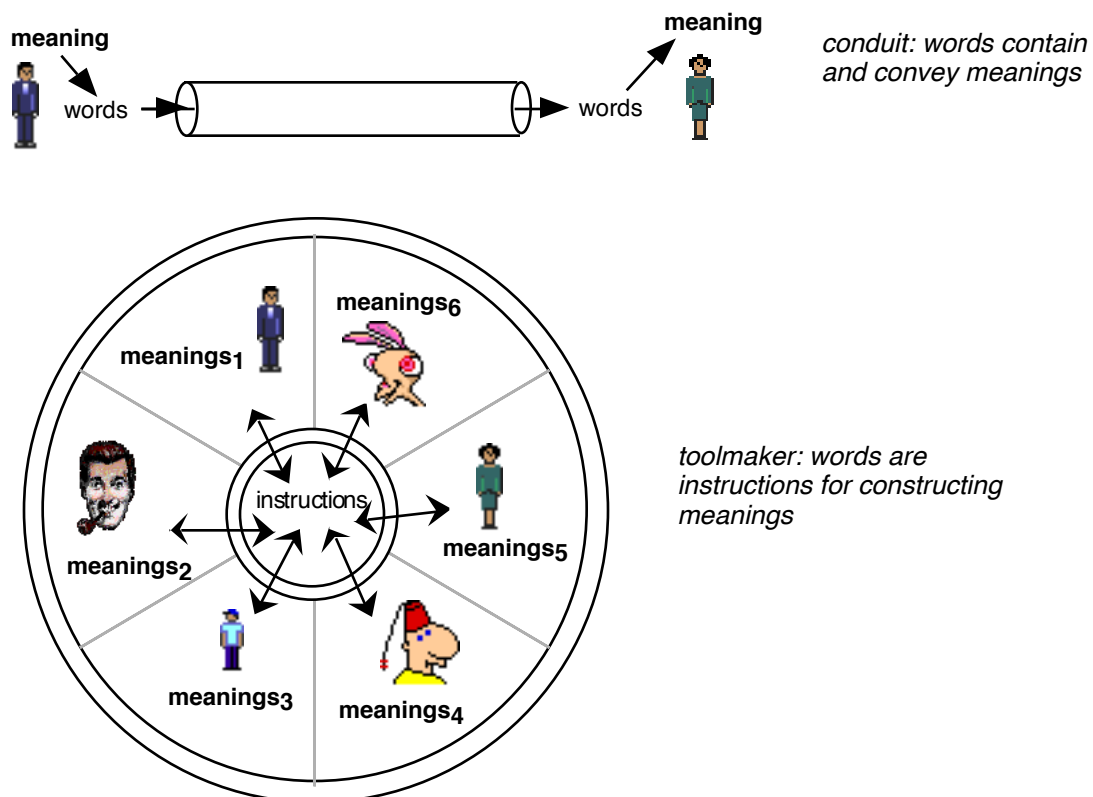 meaning
words
words
meaning
conduit: words contain
and convey meanings
meanings6
meanings1
instructions
meanings2
meanings5
meanings3
meanings4
toolmaker: words are
instructions for constructing
meanings